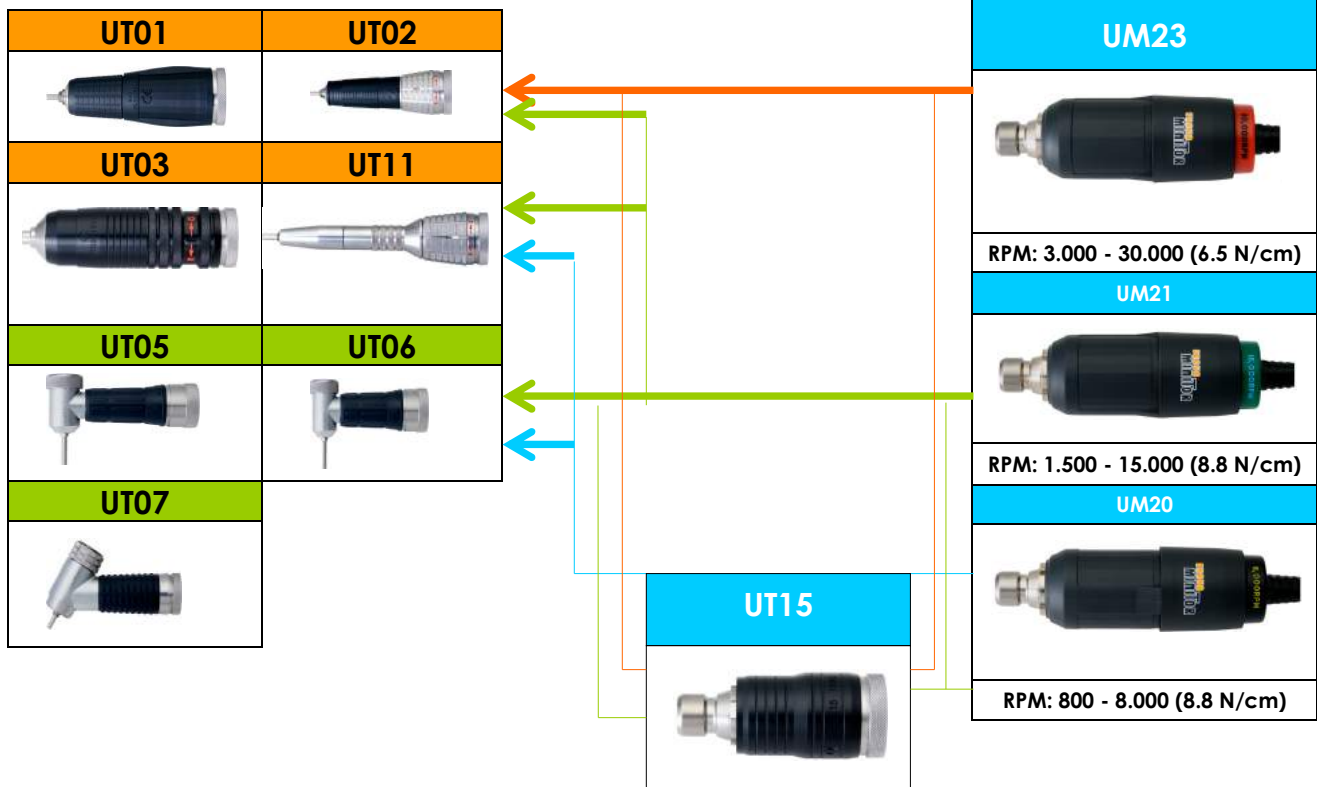 UT01
UT02
UM23
UT03
UT11
RPM: 3.000 - 30.000 (6.5 N/cm)
UM21
UT05
UT06
RPM: 1.500 - 15.000 (8.8 N/cm)
UM20
UT07
UT15
RPM: 800 - 8.000 (8.8 N/cm)